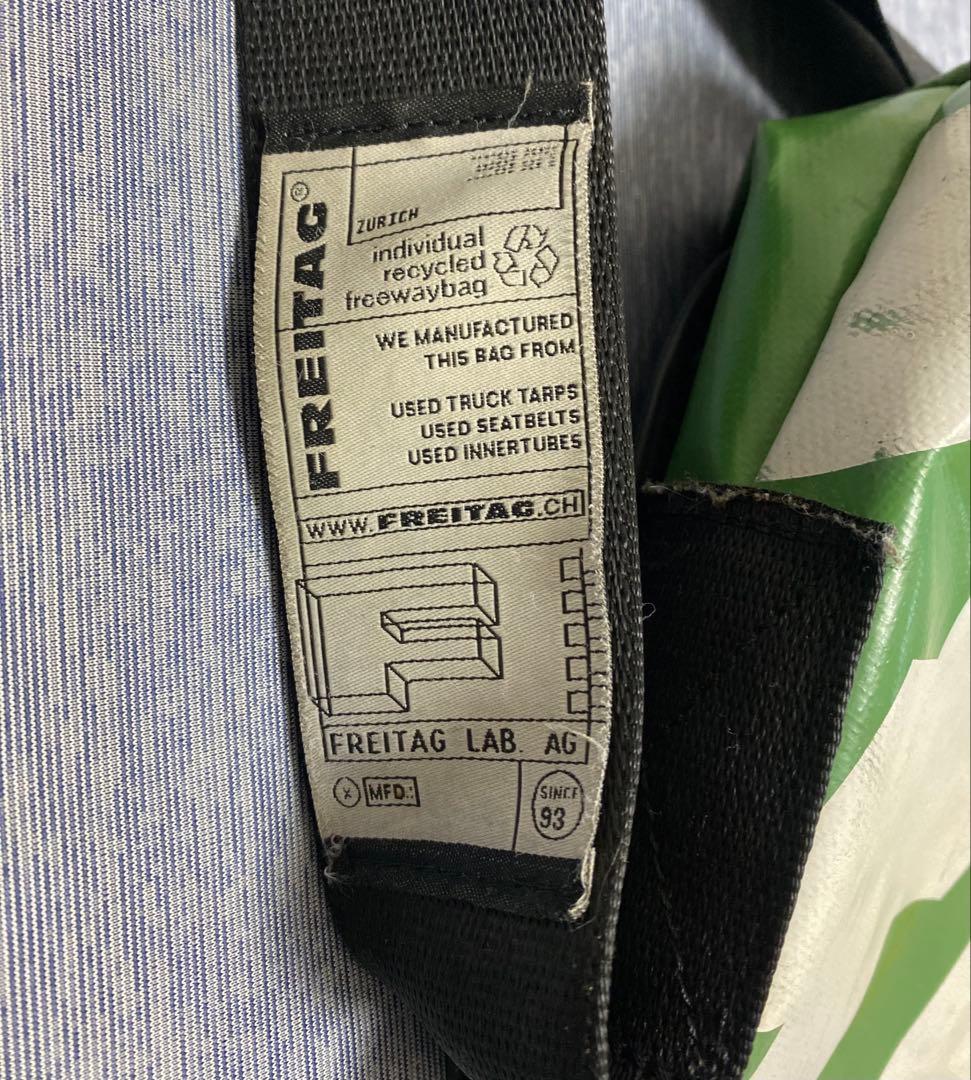 FREITAG®
ZURICH
individual
recycled
freewaybag
WE MANUFACTURED
THIS BAG FROM
USED TRUCK TARPS
USED SEATBELTS
USED INNERTUBES
WWW.FREITAG.CH
FREITAG LAB. AG
X MFD.:
SINCE
93